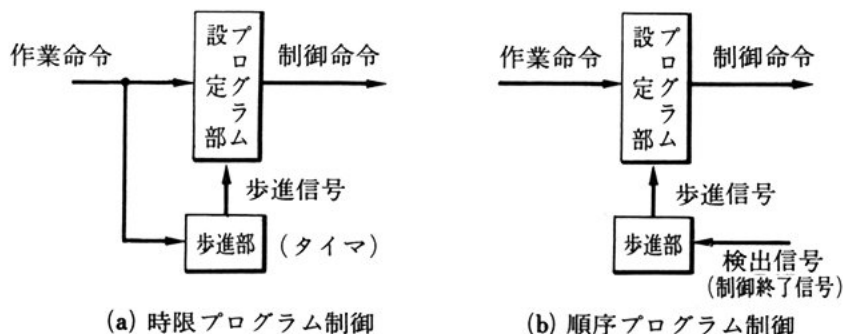 作業命令
プログラム
設定部
制御命令
歩進信号
歩進部
(タイマ)
(a) 時限プログラム制御
作業命令
プログラム
設定部
制御命令
歩進信号
歩進部
検出信号
(制御終了信号)
(b) 順序プログラム制御